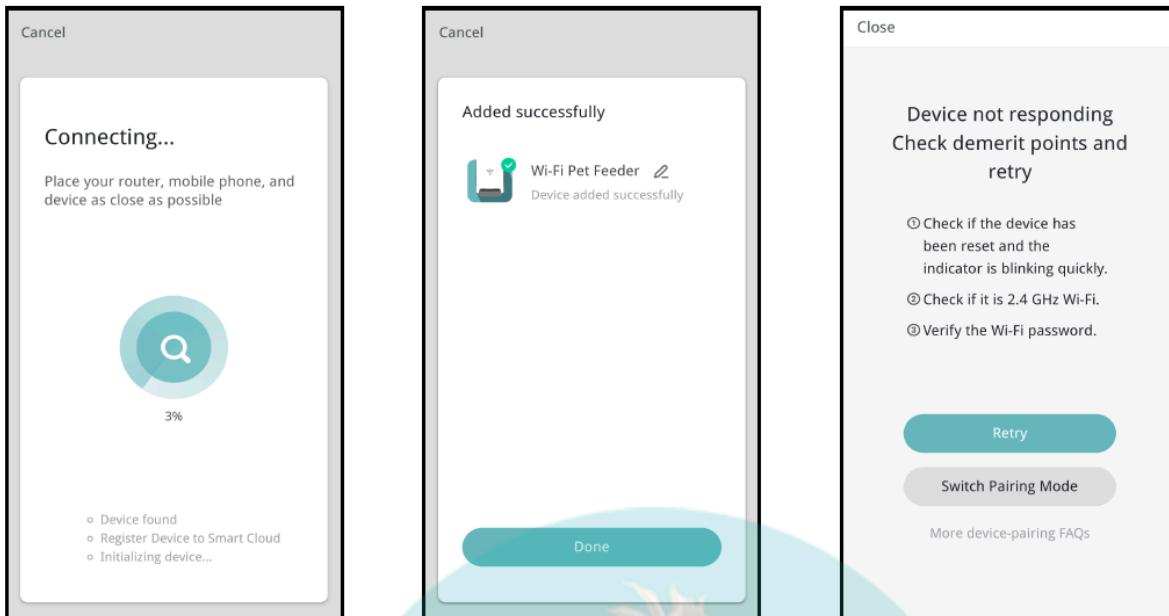 Cancel
Connecting...
Place your router, mobile phone, and
device as close as possible
3%
Device found
Register Device to Smart Cloud
Initializing device...
Cancel
Added successfully
Wi-Fi Pet Feeder
Device added successfully
Done
Close
Device not responding
Check demerit points and
retry
① Check if the device has
been reset and the
indicator is blinking quickly.
② Check if it is 2.4 GHz Wi-Fi.
③ Verify the Wi-Fi password.
Retry
Switch Pairing Mode
More device-pairing FAQs